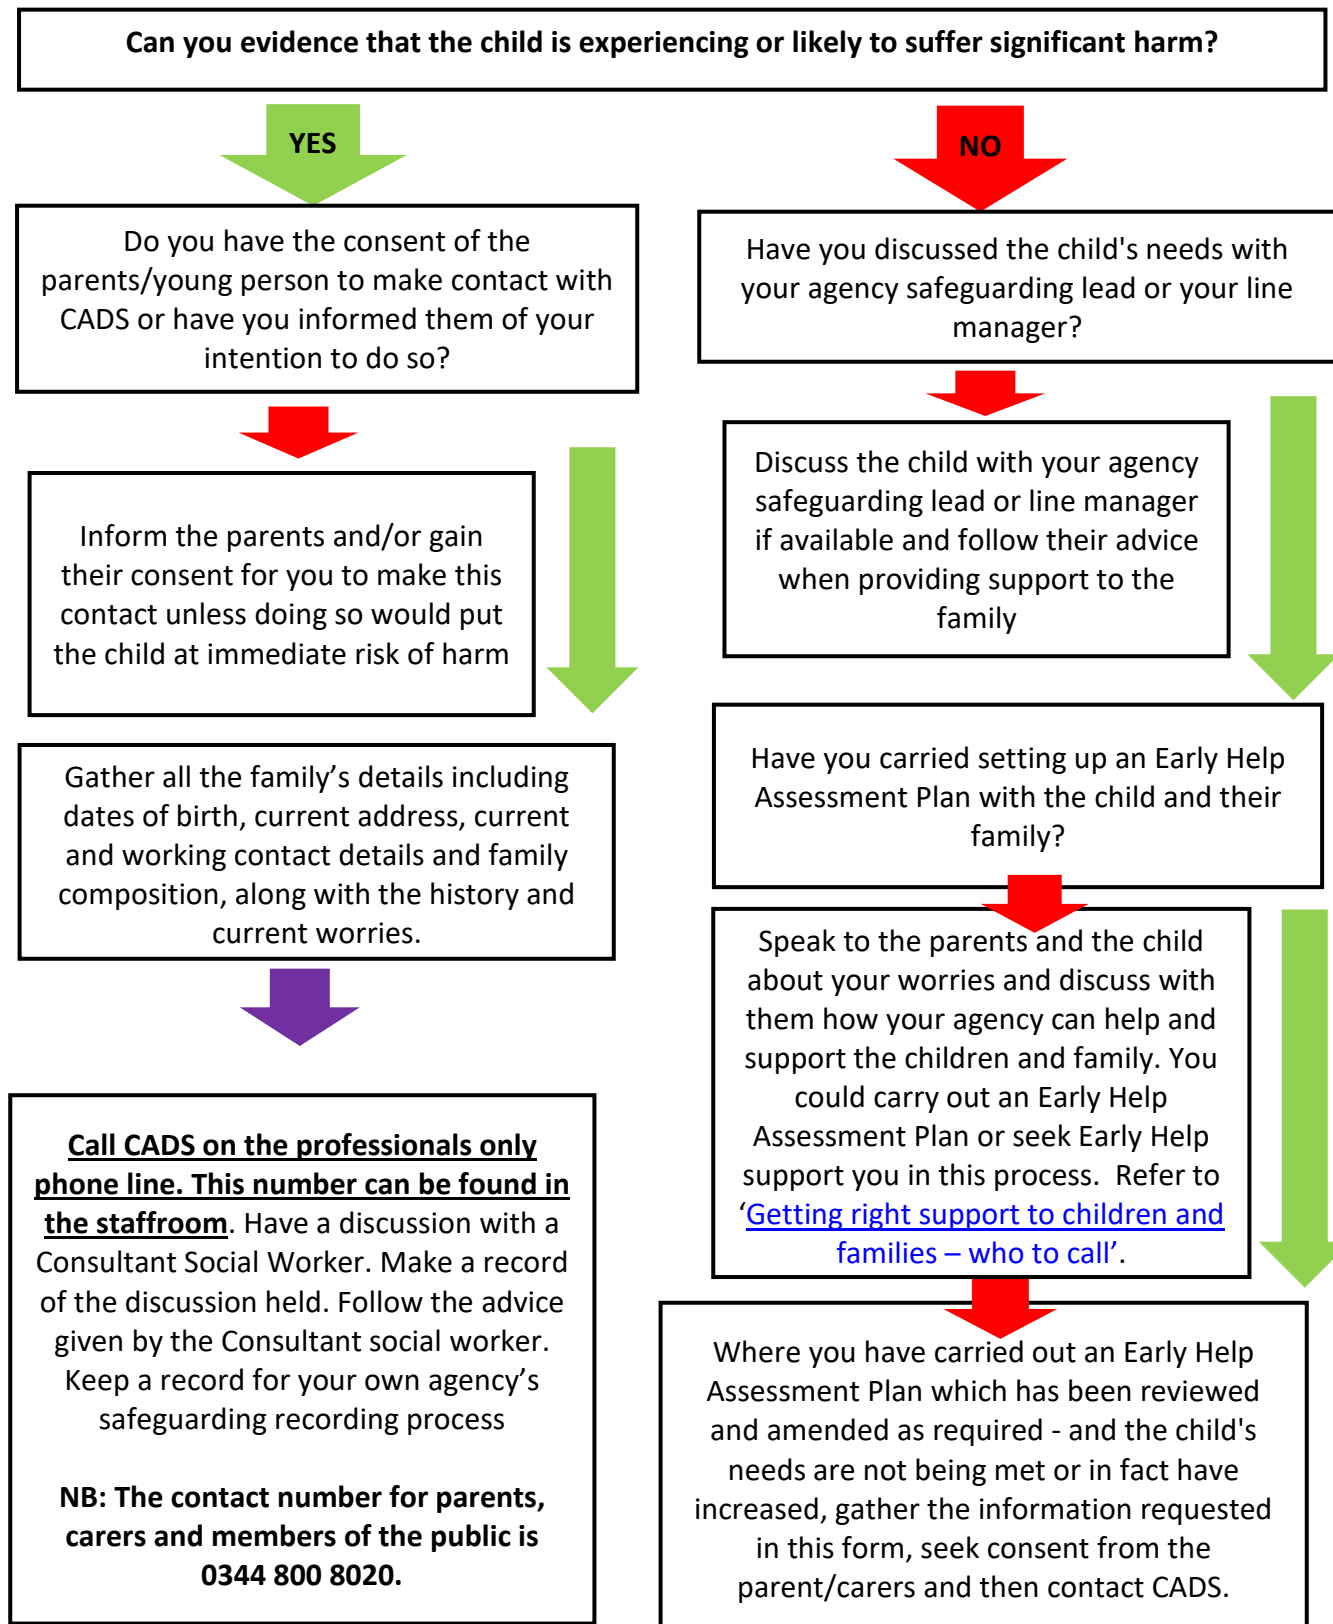 Can you evidence that the child is experiencing or likely to suffer significant harm?
YES
Do you have the consent of the
parents/young person to make contact with
CADS or have you informed them of your
intention to do so?
Inform the parents and/or gain
their consent for you to make this
contact unless doing so would put
the child at immediate risk of harm
Gather all the family’s details including
dates of birth, current address, current
and working contact details and family
composition, along with the history and
current worries.
Call CADS on the professionals only
phone line. This number can be found in
the staffroom. Have a discussion with a
Consultant Social Worker. Make a record
of the discussion held. Follow the advice
given by the Consultant social worker.
Keep a record for your own agency’s
safeguarding recording process
NB: The contact number for parents,
carers and members of the public is
0344 800 8020.
NO
Have you discussed the child's needs with
your agency safeguarding lead or your line
manager?
Discuss the child with your agency
safeguarding lead or line manager
if available and follow their advice
when providing support to the
family
Have you carried setting up an Early Help
Assessment Plan with the child and their
family?
Speak to the parents and the child
about your worries and discuss with
them how your agency can help and
support the children and family. You
could carry out an Early Help
Assessment Plan or seek Early Help
support you in this process.  Refer to
‘Getting right support to children and
families – who to call’.
Where you have carried out an Early Help
Assessment Plan which has been reviewed
and amended as required - and the child's
needs are not being met or in fact have
increased, gather the information requested
in this form, seek consent from the
parent/carers and then contact CADS.